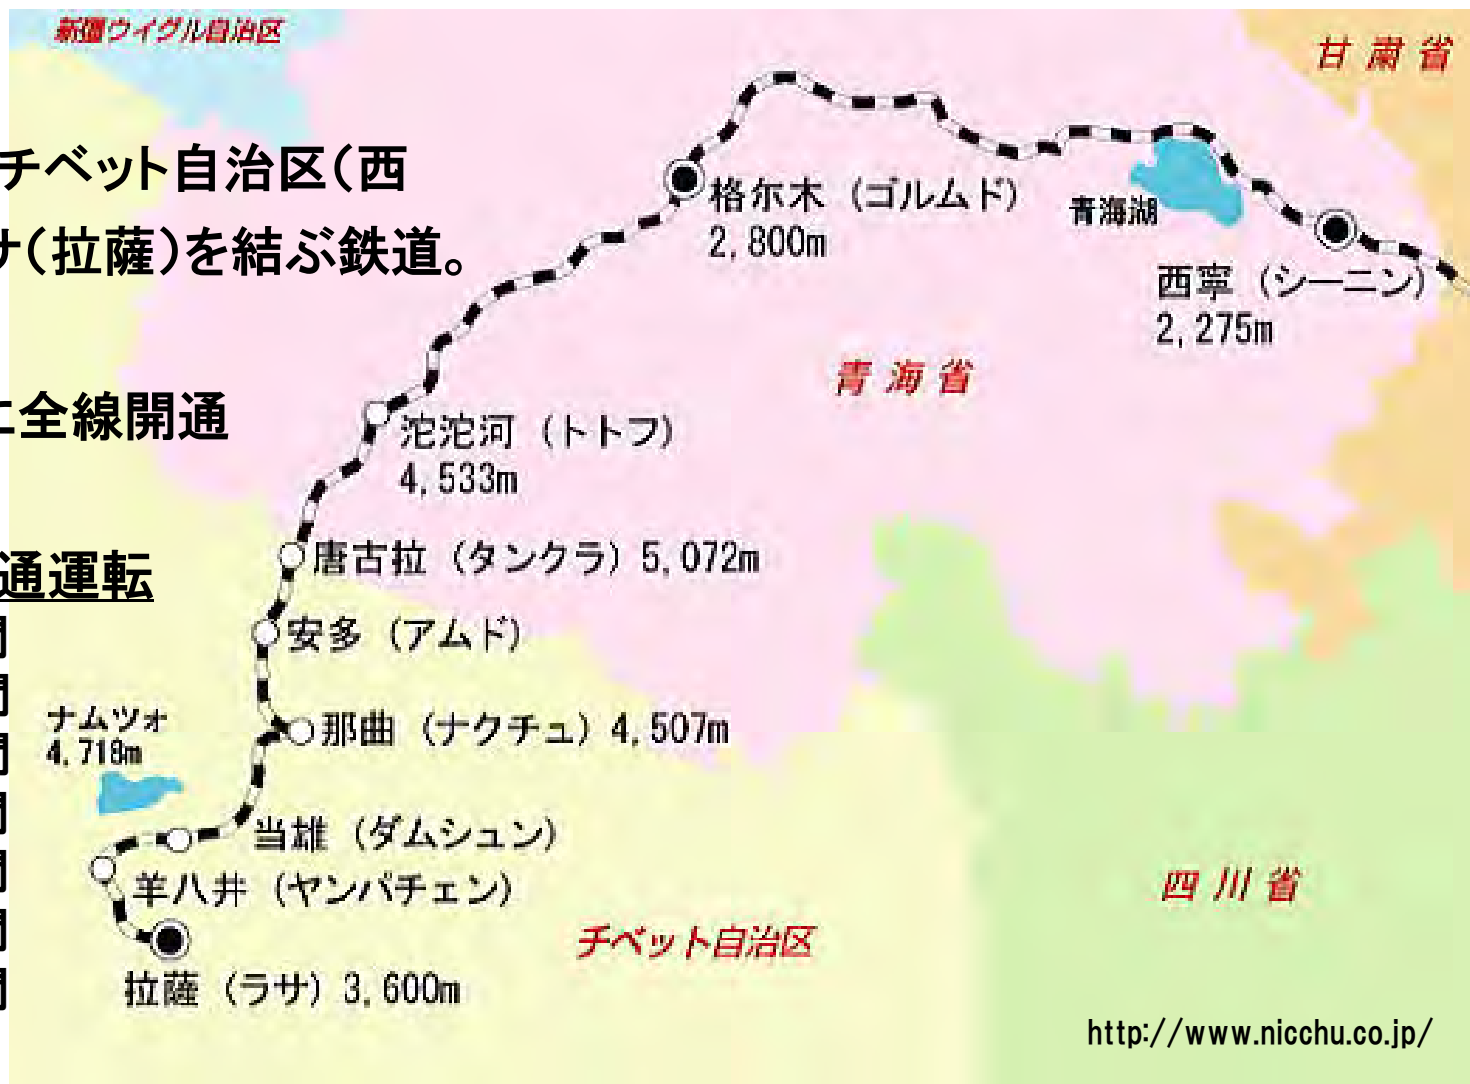 新疆ウイグル自治区
甘粛省
チベット自治区(西
(拉薩)を結ぶ鉄道。
格尔木（ゴルムド）
2,800m
青海湖
西寧（シーニン）
2,275m
青海省
全線開通
沱沱河（トトフ）
4,533m
通運転
唐古拉（タンクラ）5,072m
安多（アムド）
ナムツォ
4,718m
那曲（ナクチュ）4,507m
当雄（ダムシュン）
羊八井（ヤンパチェン）
四川省
チベット自治区
拉薩（ラサ）3,600m
http://www.nicchu.co.jp/